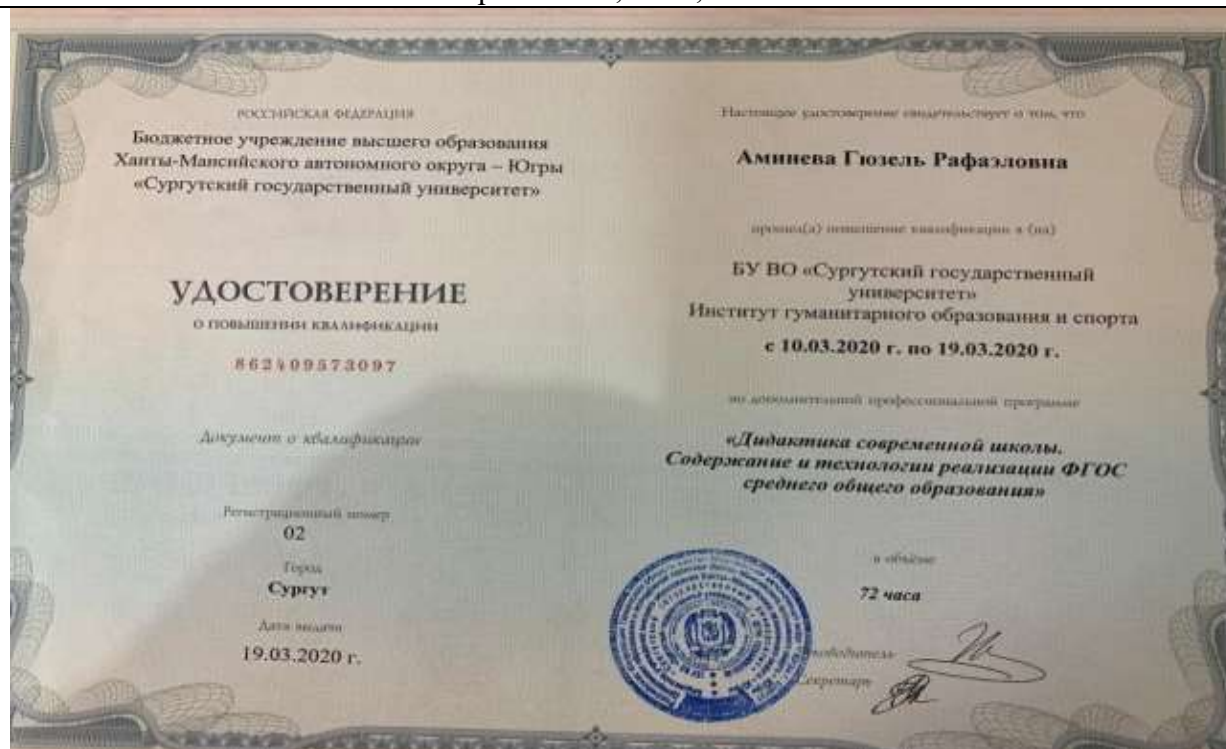 РОССИЙСКАЯ ФЕДЕРАЦИЯ
Бюджетное учреждение высшего образования
Ханты-Мансийского автономного округа – Югры
«Сургутский государственный университет»
УДОСТОВЕРЕНИЕ
О ПОВЫШЕНИИ КВАЛИФИКАЦИИ
862409573097
Документ о квалификации
Регистрационный номер
02
Город
Сургут
Дата выдачи
19.03.2020 г.
Настоящее удостоверение свидетельствует о том, что
Аминева Гюзель Рафаэловна
прошел(а) повышение квалификации в (на)
БУ ВО «Сургутский государственный
университет»
Институт гуманитарного образования и спорта
с 10.03.2020 г. по 19.03.2020 г.
по дополнительной профессиональной программе
«Дидактика современной школы.
Содержание и технологии реализации ФГОС
среднего общего образования»
в объёме
72 часа
Руководитель
Секретарь